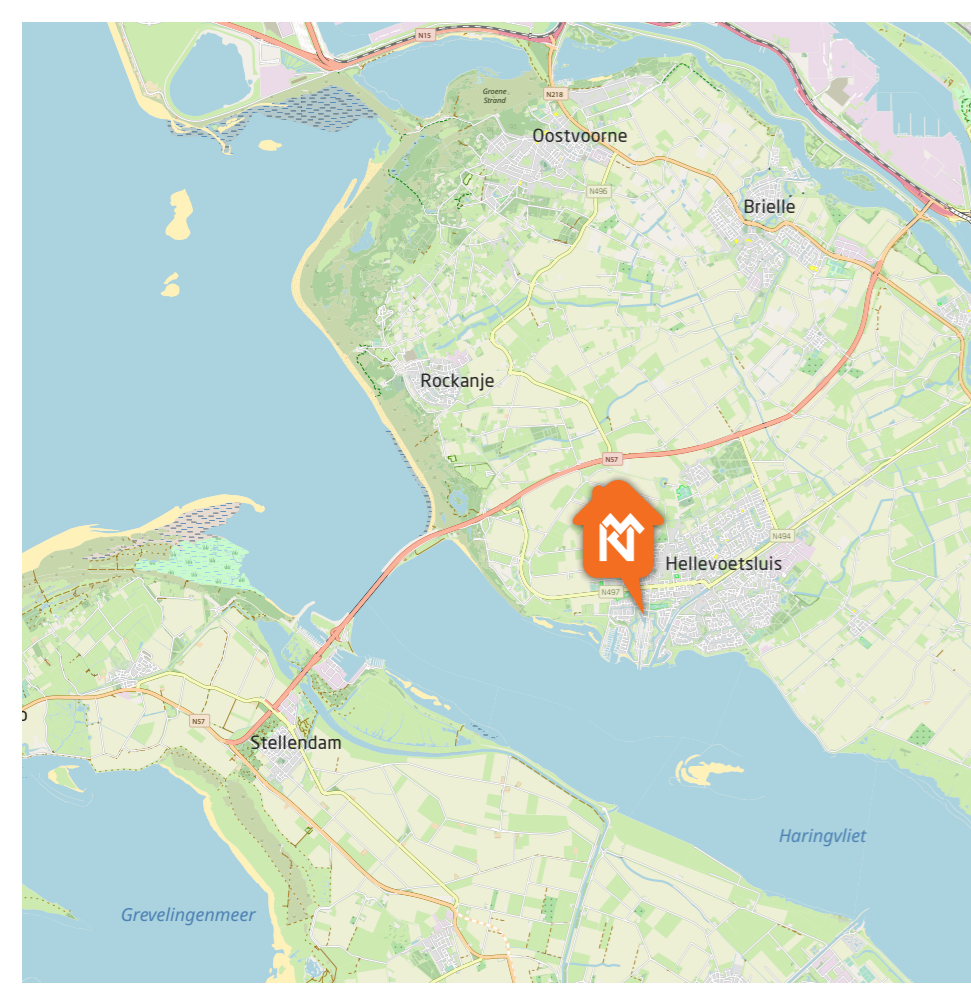 N15
Groene
Strand
N218
Oostvoorne
N496
Brielle
Rockanje
N57
N494
Hellevoetsluis
N497
N57
Stellendam
Haringvliet
Grevelingenmeer